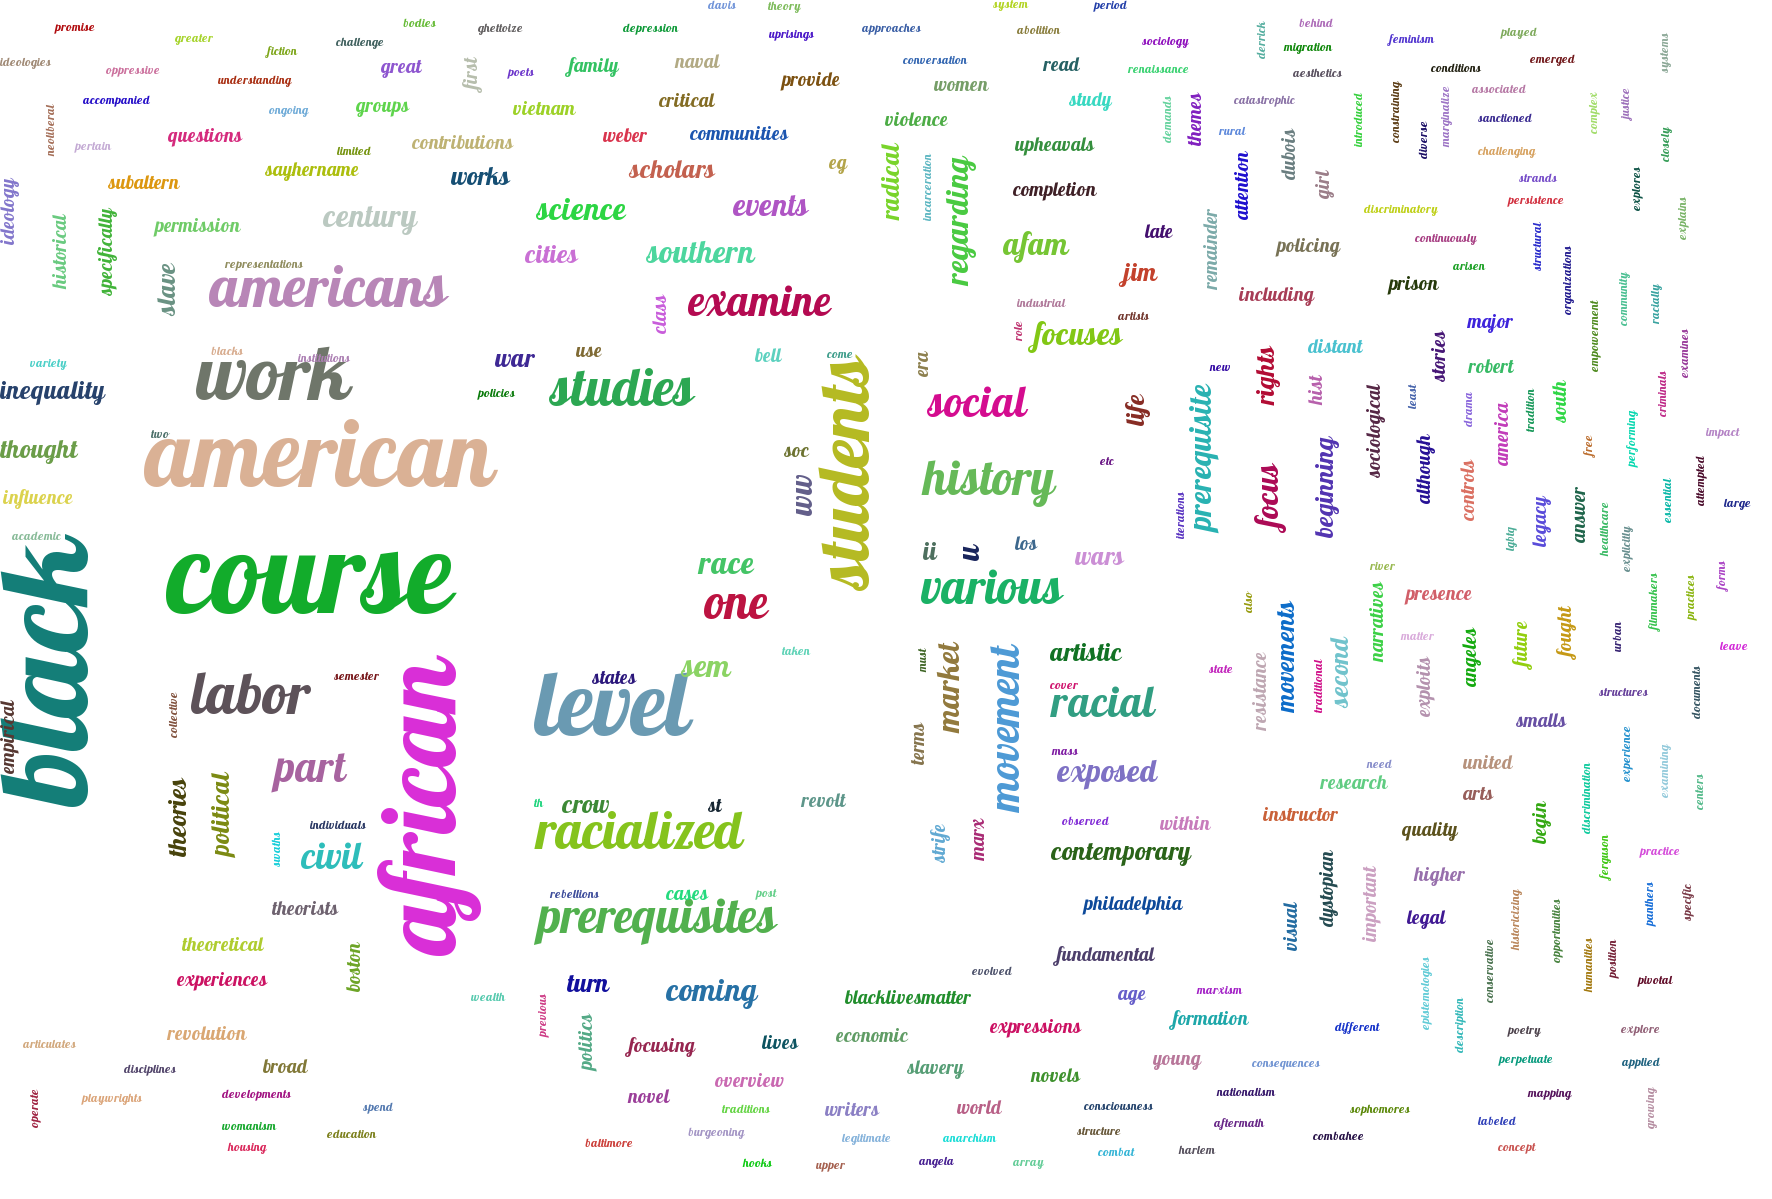 davis
theory
system
period
promise
bodies
ghettoize
depression
approaches
abolition
behind
greater
challenge
uprisings
sociology
derrick
migration
feminism
played
systems
fiction
ideologies
oppressive
understanding
great
first
poets
family
naval
provide
conversation
women
read
renaissance
aesthetics
conditions
emerged
accompanied
ongoing
groups
vietnam
critical
study
demands
themes
catastrophic
introduced
constraining
marginalize
associated
complex
justice
neoliberal
pertain
questions
limited
contributions
weber
communities
violence
upheavals
rural
dubois
diverse
sanctioned
closely
challenging
subaltern
sayhername
works
scholars
eg
radical
incarceration
regarding
completion
attention
girl
strands
explores
persistence
explains
ideology
historical
specifically
permission
century
science
events
late
remainder
discriminatory
policing
continuously
structural
slave
representations
americans
cities
southern
class
examine
afam
jim
including
prison
arisen
organizations
community
racially
industrial
role
focuses
artists
major
variety
blacks
institutions
work
war
use
bell
come
era
new
rights
distant
stories
robert
empowerment
examines
inequality
policies
studies
students
social
life
prerequisite
hist
sociological
least
drama
america
tradition
south
criminals
thought
two
american
soc
ww
history
etc
focus
beginning
although
controls
free
performing
impact
influence
iterations
legacy
answer
healthcare
essential
attempted
large
academic
black
course
race
ii
u
los
wars
lgbtq
explicitly
various
one
river
presence
also
movements
narratives
filmmakers
practices
forms
sem
taken
must
market
movement
artistic
state
resistance
traditional
second
matter
exploits
angeles
future
fought
urban
leave
empirical
labor
semester
collective
african
states
level
cover
racial
structures
documents
smalls
part
terms
mass
exposed
need
research
united
arts
experience
examining
centers
discrimination
theories
political
swaths
individuals
civil
th
crow
st
racialized
revolt
strife
marx
observed
within
contemporary
instructor
quality
begin
ferguson
practice
theorists
rebellions
cases
post
prerequisites
philadelphia
visual
dystopian
important
higher
legal
historicizing
opportunities
panthers
specific
theoretical
experiences
boston
fundamental
evolved
turn
coming
wealth
previous
blacklivesmatter
age
marxism
epistemologies
conservative
humanities
position
pivotal
revolution
articulates
politics
focusing
lives
economic
expressions
formation
different
description
poetry
explore
disciplines
broad
overview
slavery
novels
young
consequences
perpetuate
applied
operate
playwrights
developments
spend
novel
traditions
writers
world
consciousness
nationalism
sophomores
mapping
growing
womanism
education
burgeoning
legitimate
anarchism
structure
aftermath
combahee
labeled
housing
baltimore
hooks
upper
angela
array
combat
harlem
concept